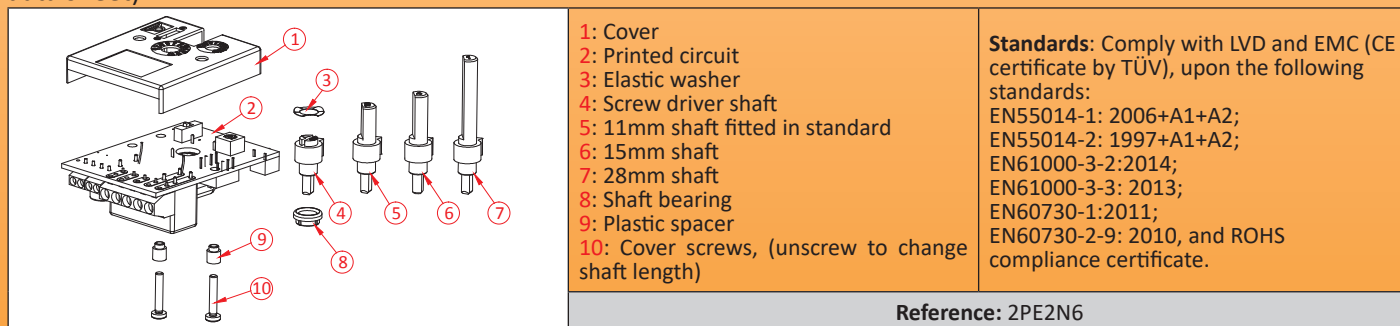 1
2
3
4
5
6
7
8
9
10
1: Cover
2: Printed circuit
3: Elastic washer
4: Screw driver shaft
5: 11mm shaft fitted in standard
6: 15mm shaft
7: 28mm shaft
8: Shaft bearing
9: Plastic spacer
10: Cover screws, (unscrew to change
shaft length)
Standards: Comply with LVD and EMC (CE
certificate by TÜV), upon the following
standards:
EN55014-1: 2006+A1+A2;
EN55014-2: 1997+A1+A2;
EN61000-3-2:2014;
EN61000-3-3: 2013;
EN60730-1:2011;
EN60730-2-9: 2010, and ROHS
compliance certificate.
Reference: 2PE2N6